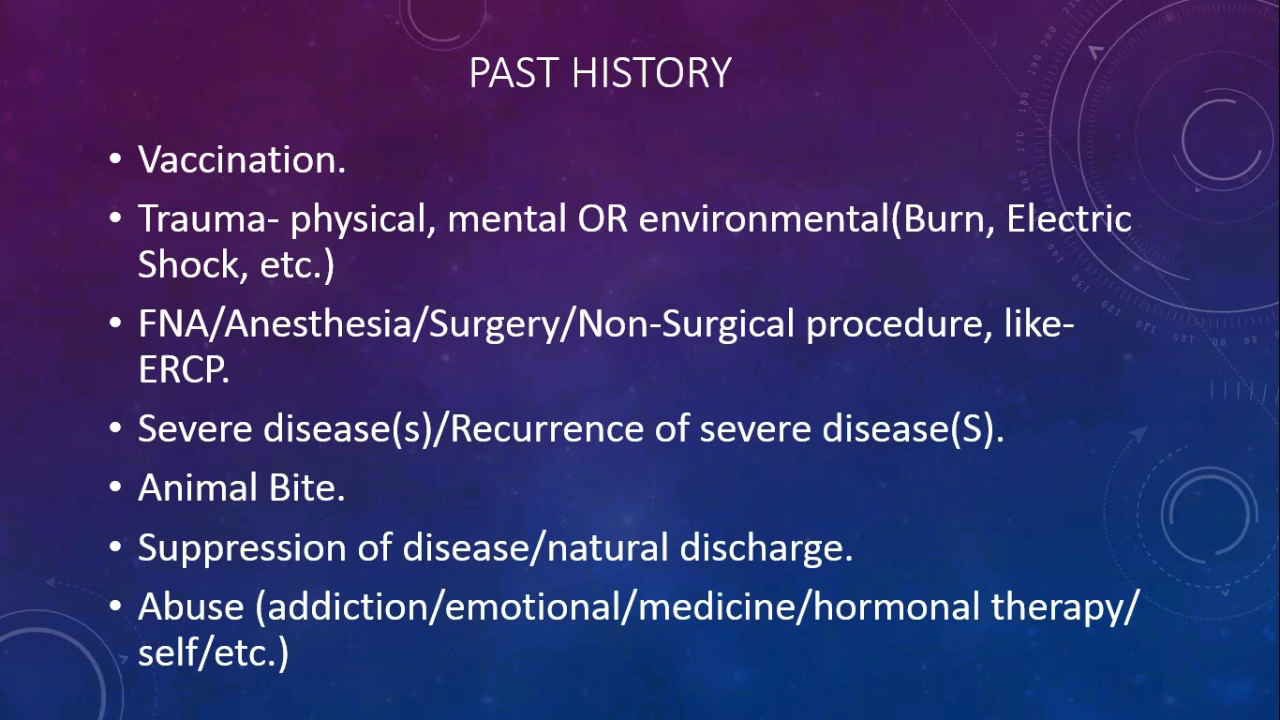 PAST HISTORY
• Vaccination.
• Trauma- physical, mental OR environmental(Burn, Electric
Shock, etc.)
• FNA/Anesthesia/Surgery/Non-Surgical procedure, like-
ERCP.
• Severe disease(s)/Recurrence of severe disease(S).
• Animal Bite.
• Suppression of disease/natural discharge.
• Abuse (addiction/emotional/medicine/hormonal therapy/
self/etc.)